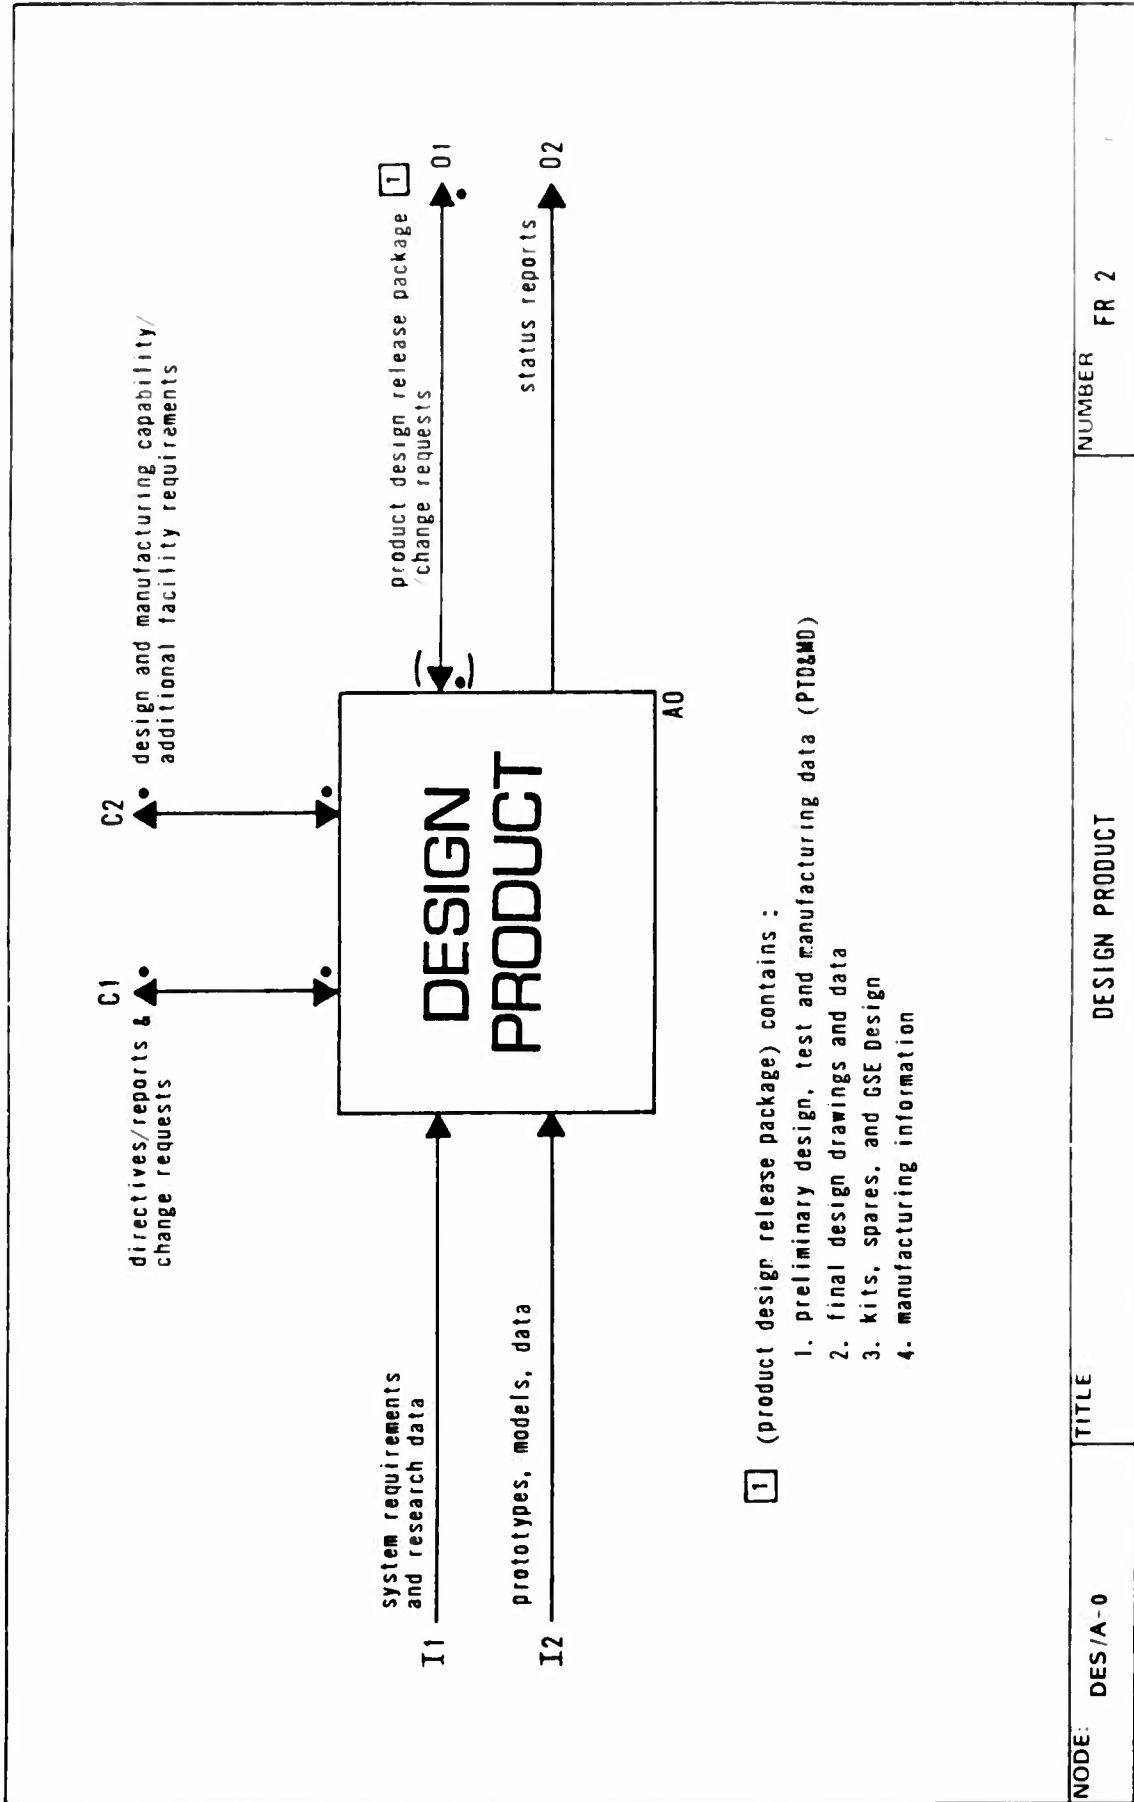 C1
directives/reports &
change requests
C2
design and manufacturing capability/
additional facility requirements
I1
system requirements
and research data
I2
prototypes, models, data
DESIGN
PRODUCT
A0
product design release package 1
/change requests
O1
status reports
O2
1 (product design release package) contains :
1. preliminary design, test and manufacturing data (PTD&MD)
2. final design drawings and data
3. kits, spares, and GSE Design
4. manufacturing information
NODE: DES/A-0
TITLE: DESIGN PRODUCT
NUMBER FR 2